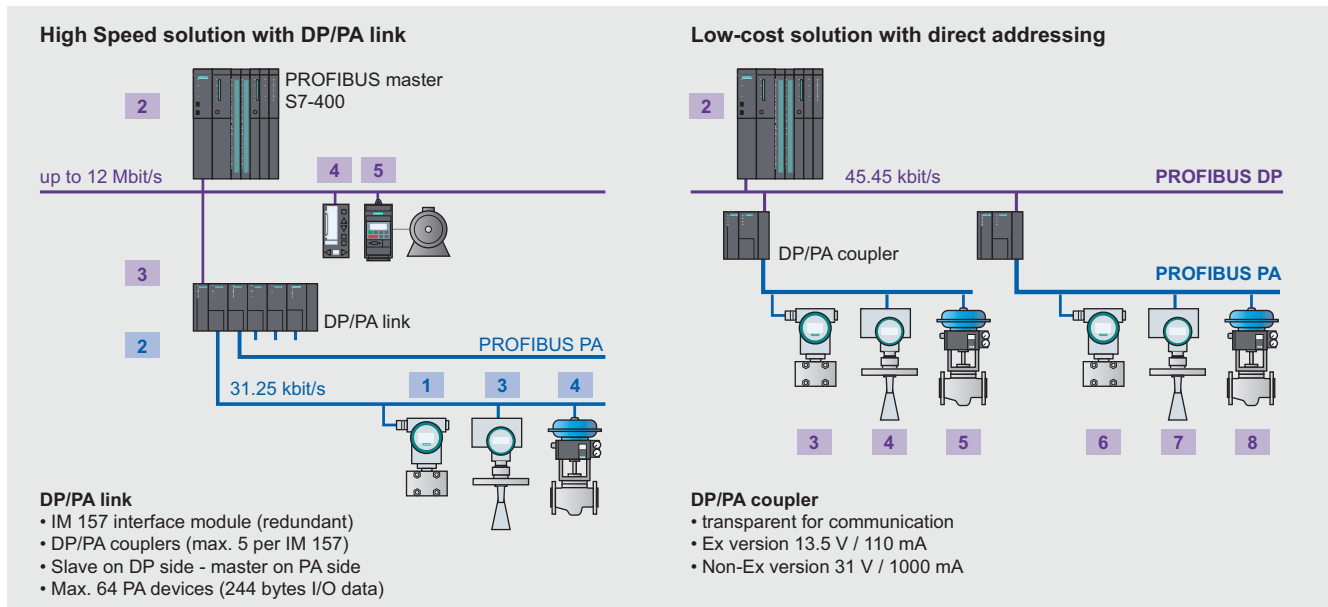 High Speed solution with DP/PA link
PROFIBUS master
S7-400
2
up to 12 Mbit/s
4
5
3
DP/PA link
2
PROFIBUS PA
31.25 kbit/s
1
3
4
DP/PA link
• IM 157 interface module (redundant)
• DP/PA couplers (max. 5 per IM 157)
• Slave on DP side - master on PA side
• Max. 64 PA devices (244 bytes I/O data)
Low-cost solution with direct addressing
2
45.45 kbit/s
PROFIBUS DP
DP/PA coupler
PROFIBUS PA
3
4
5
6
7
8
DP/PA coupler
• transparent for communication
• Ex version 13.5 V / 110 mA
• Non-Ex version 31 V / 1000 mA